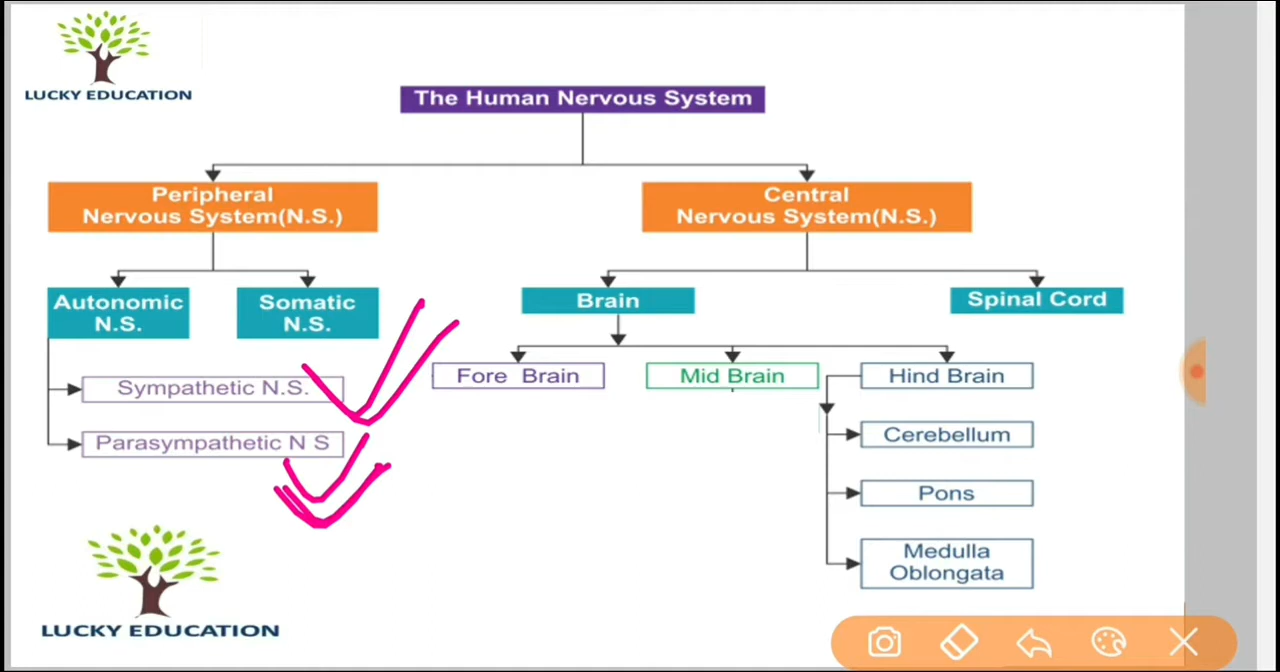 LUCKY EDUCATION
The Human Nervous System
Peripheral
Nervous System(N.S.)
Central
Nervous System(N.S.)
Autonomic
N.S.
Somatic
N.S.
Brain
Spinal Cord
Sympathetic N.S.
Parasympathetic N S
Fore Brain
Mid Brain
Hind Brain
Cerebellum
Pons
Medulla
Oblongata
LUCKY EDUCATION